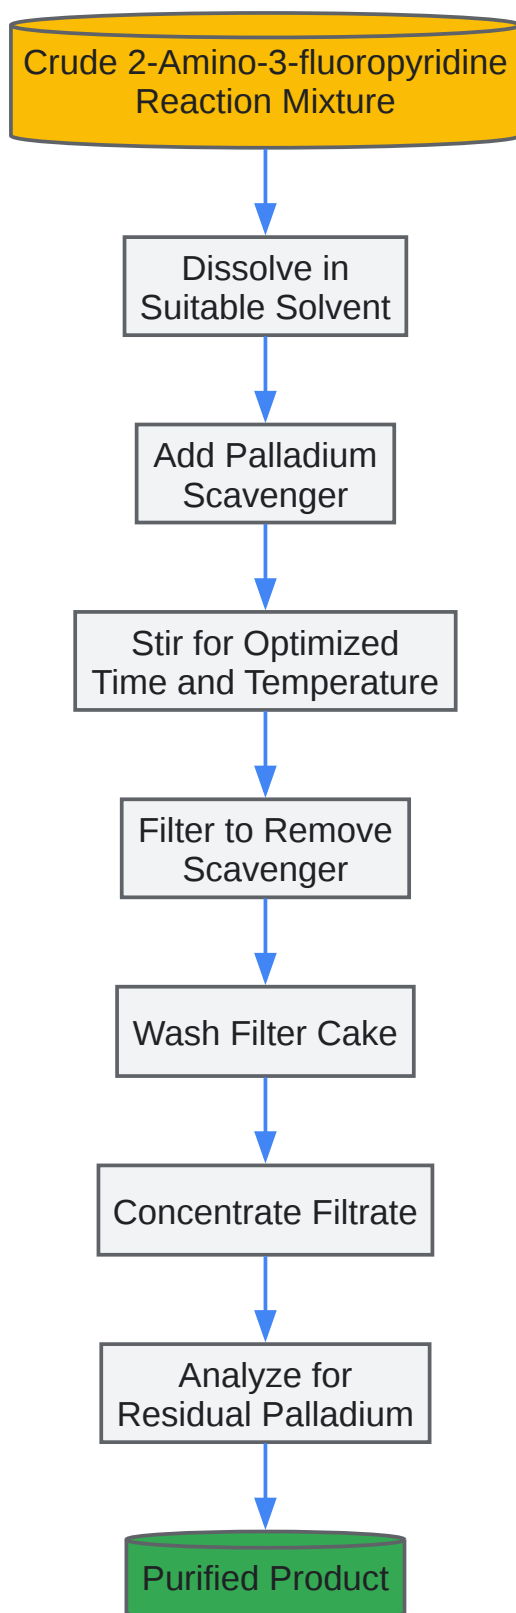 Crude 2-Amino-3-fluoropyridine
Reaction Mixture
Dissolve in
Suitable Solvent
Add Palladium
Scavenger
Stir for Optimized
Time and Temperature
Filter to Remove
Scavenger
Wash Filter Cake
Concentrate Filtrate
Analyze for
Residual Palladium
Purified Product